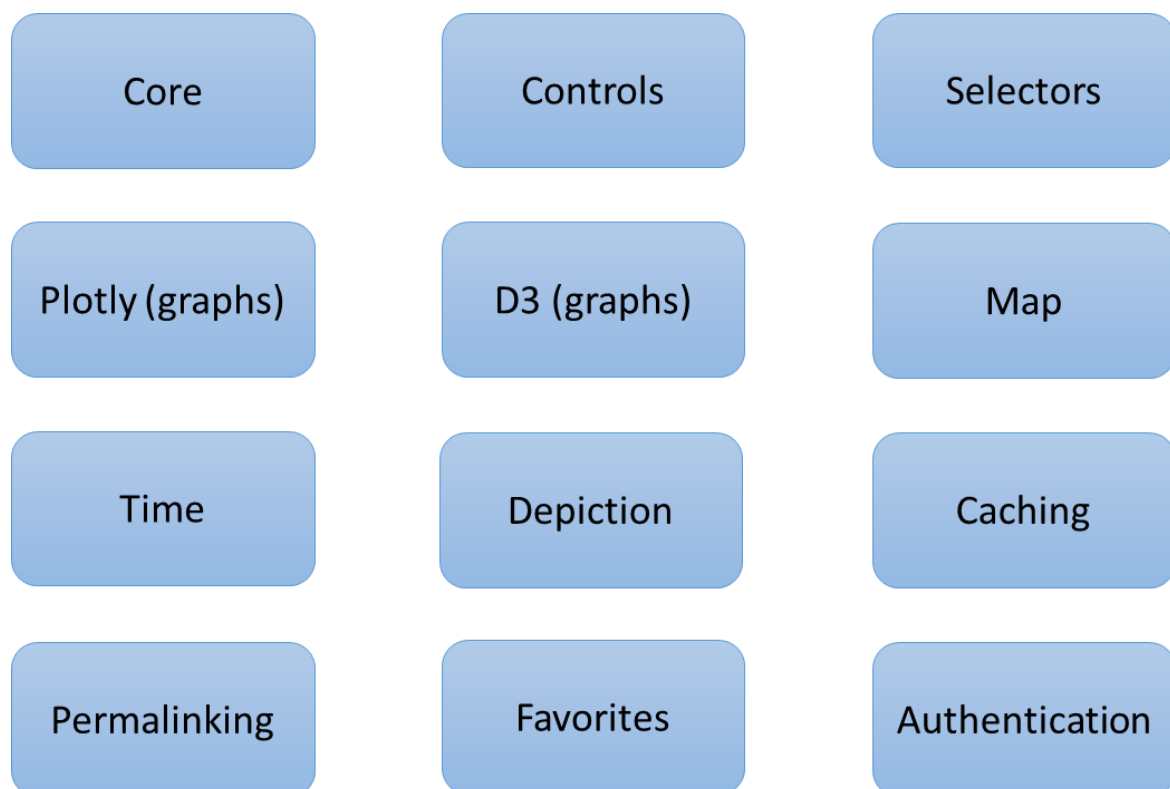 Core
Controls
Selectors
Plotly (graphs)
D3 (graphs)
Map
Time
Depiction
Caching
Permalinking
Favorites
Authentication